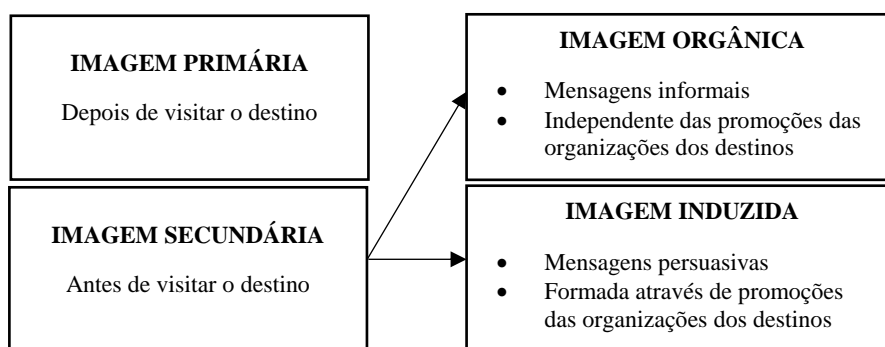 IMAGEM PRIMÁRIA
Depois de visitar o destino
IMAGEM SECUNDÁRIA
Antes de visitar o destino
IMAGEM ORGÂNICA
• Mensagens informais
• Independente das promoções das
organizações dos destinos
IMAGEM INDUZIDA
• Mensagens persuasivas
• Formada através de promoções
das organizações dos destinos